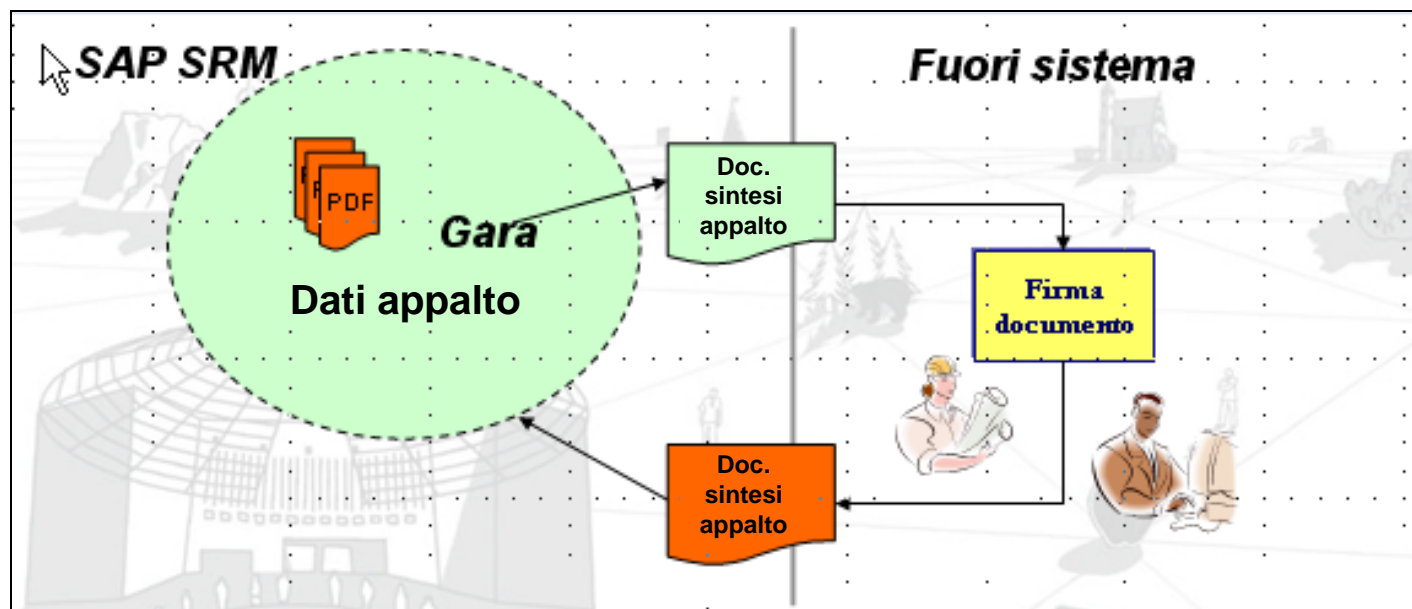 SAP SRM
Fuori sistema
PDF
Gara
Dati appalto
Doc.
sintesi
appalto
Firma
documento
Doc.
sintesi
appalto